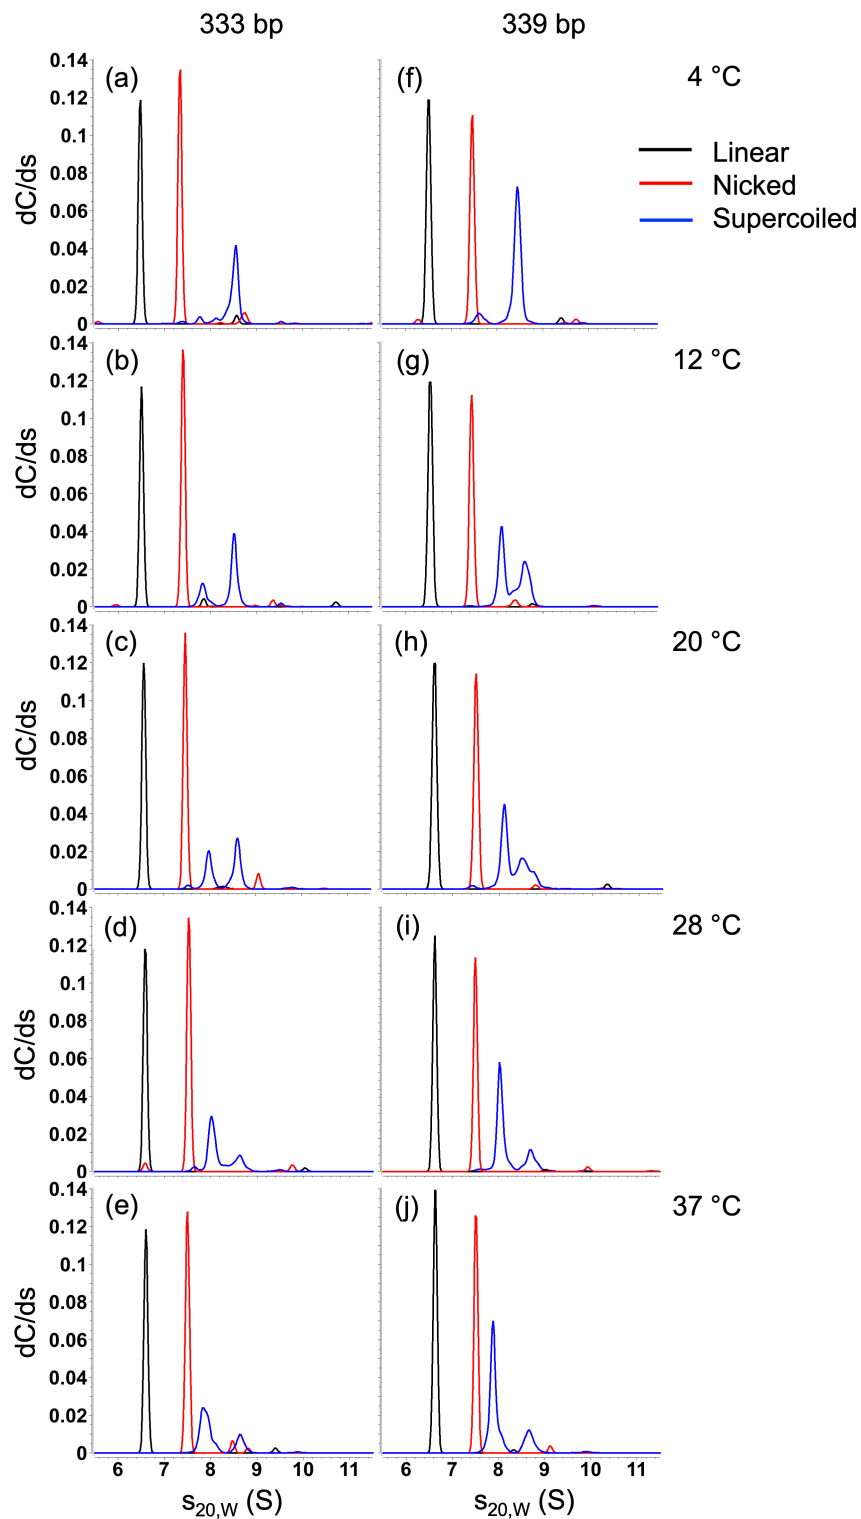 333 bp 339 bp
(a) (f) 4 °C
0.14
0.12
0.1
0.08
0.06
0.04
0.02
0
dC/ds
Linear
Nicked
Supercoiled
(b) (g) 12 °C
0.14
0.12
0.1
0.08
0.06
0.04
0.02
0
dC/ds
(c) (h) 20 °C
0.14
0.12
0.1
0.08
0.06
0.04
0.02
0
dC/ds
(d) (i) 28 °C
0.14
0.12
0.1
0.08
0.06
0.04
0.02
0
dC/ds
(e) (j) 37 °C
0.14
0.12
0.1
0.08
0.06
0.04
0.02
0
dC/ds
6 7 8 9 10 11 6 7 8 9 10 11
s20,W (S) s20,W (S)